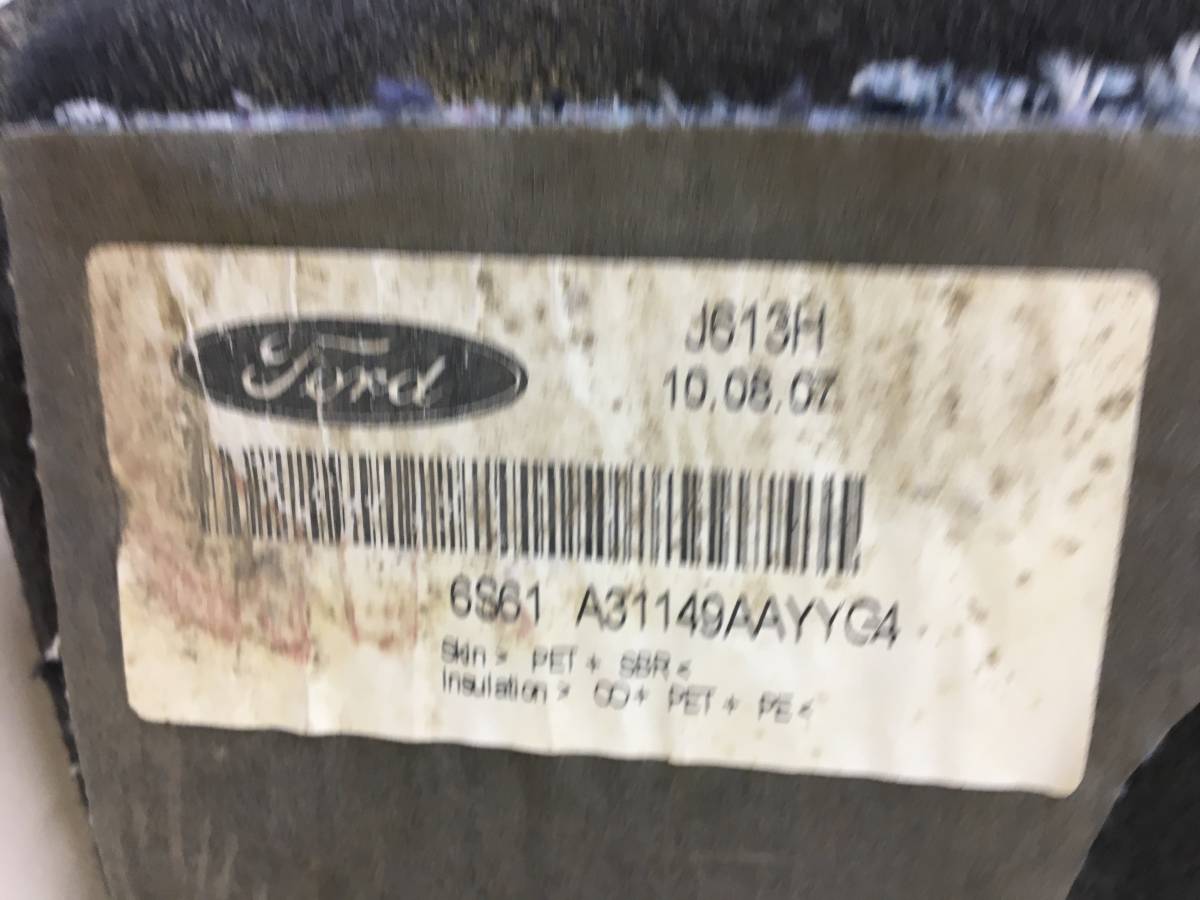 Ford
J613H
10.08.07
6S61 A31149AAYYC4
Skin > PET + SBR <
Insulation > CO + PET + PE <